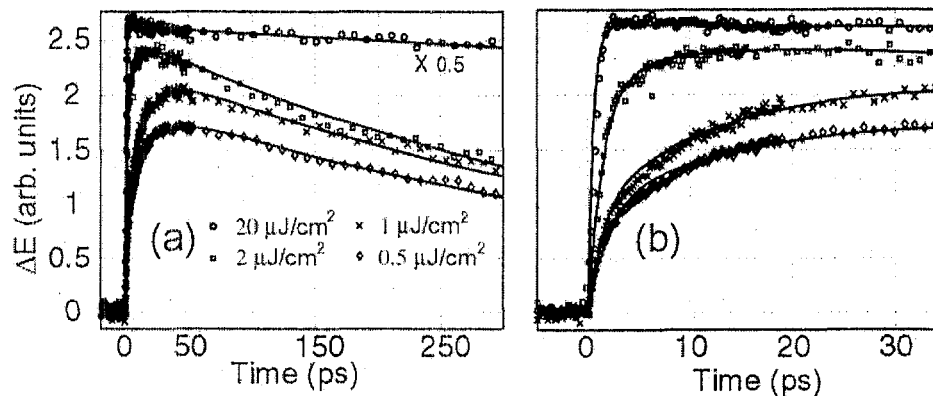 2.5
2
1.5
1
0.5
0
ΔE (arb. units)
X 0.5
(a)
20 μJ/cm²
2 μJ/cm²
1 μJ/cm²
0.5 μJ/cm²
0 50 150 250
Time (ps)
(b)
0 10 20 30
Time (ps)